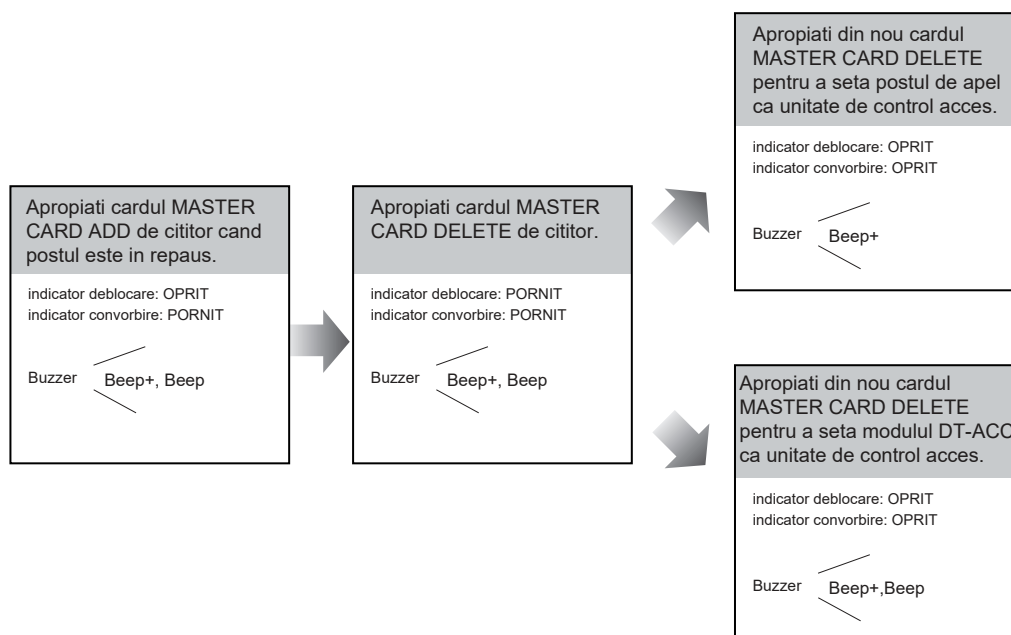 Apropiati cardul MASTER
CARD ADD de cititor cand
postul este in repaus.
indicator deblocare: OPRIT
indicator convorbire: PORNIT
Buzzer
Beep+, Beep
Apropiati cardul MASTER
CARD DELETE de cititor.
indicator deblocare: PORNIT
indicator convorbire: PORNIT
Buzzer
Beep+, Beep
Apropiati din nou cardul
MASTER CARD DELETE
pentru a seta postul de apel
ca unitate de control acces.
indicator deblocare: OPRIT
indicator convorbire: OPRIT
Buzzer
Beep+
Apropiati din nou cardul
MASTER CARD DELETE
pentru a seta modulul DT-ACC
ca unitate de control acces.
indicator deblocare: OPRIT
indicator convorbire: OPRIT
Buzzer
Beep+,Beep